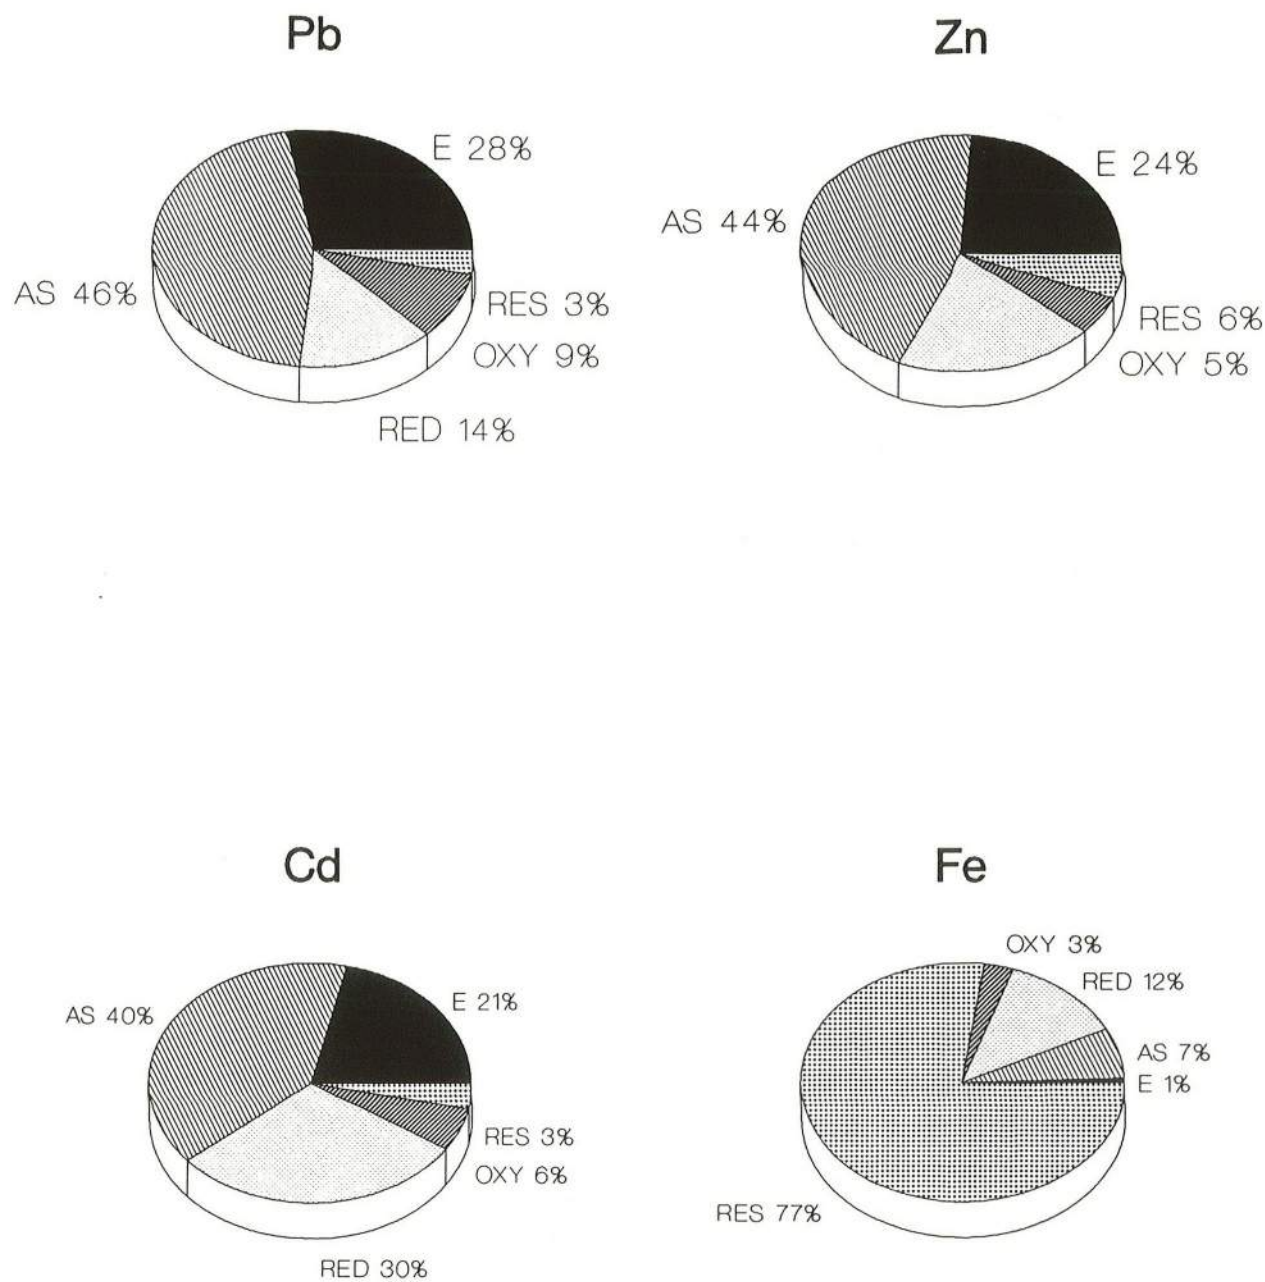 Pb
E 28%
AS 46%
RES 3%
OXY 9%
RED 14%
Zn
E 24%
AS 44%
RES 6%
OXY 5%
Cd
AS 40%
E 21%
RES 3%
OXY 6%
RED 30%
Fe
OXY 3%
RED 12%
AS 7%
E 1%
RES 77%